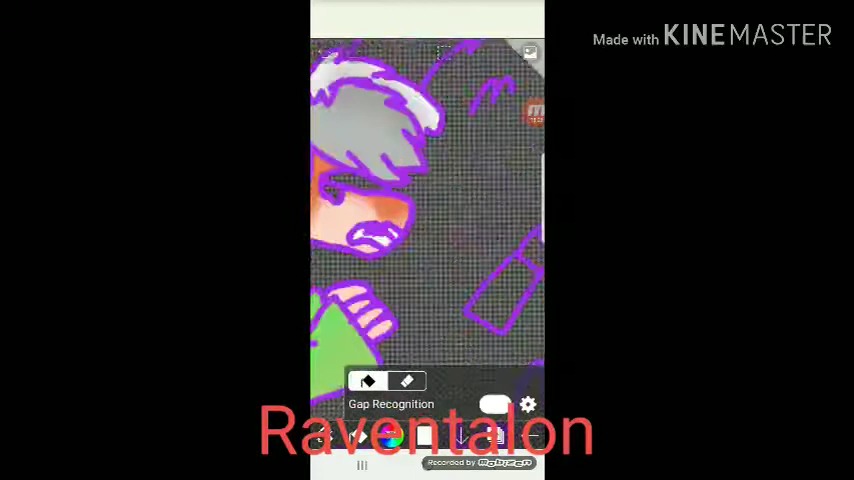 Made with KINEMASTER
Gap Recognition
Raventalon
Recorded by mobizen